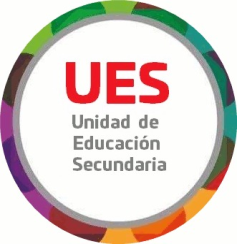 UES
Unidad de
Educación
Secundaria